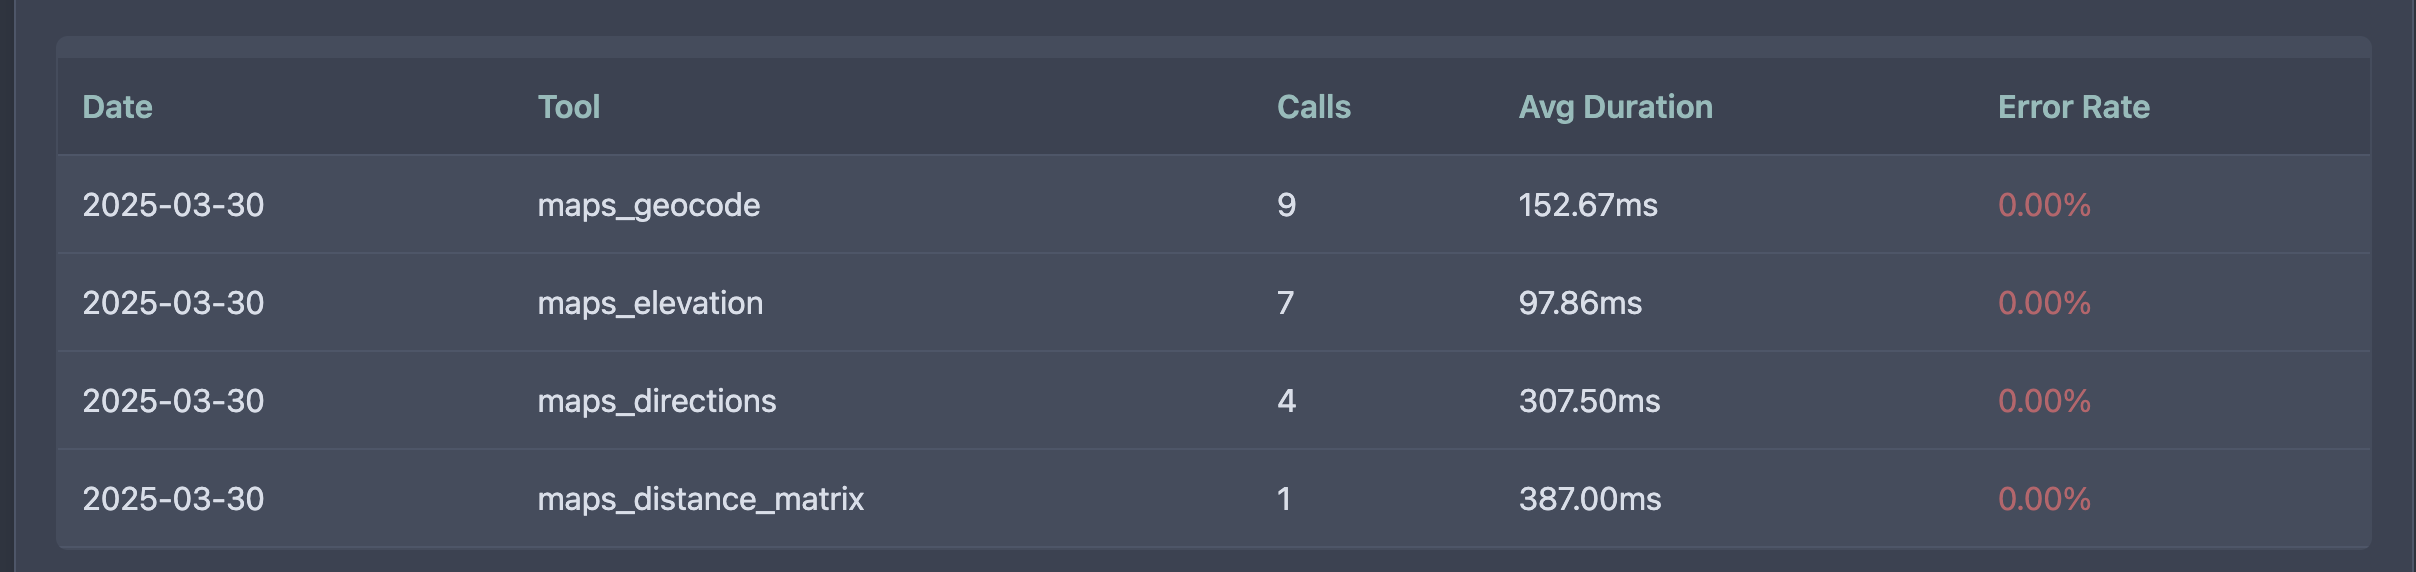 Date Tool Calls Avg Duration Error Rate
2025-03-30 maps_geocode 9 152.67ms 0.00%
2025-03-30 maps_elevation 7 97.86ms 0.00%
2025-03-30 maps_directions 4 307.50ms 0.00%
2025-03-30 maps_distance_matrix 1 387.00ms 0.00%